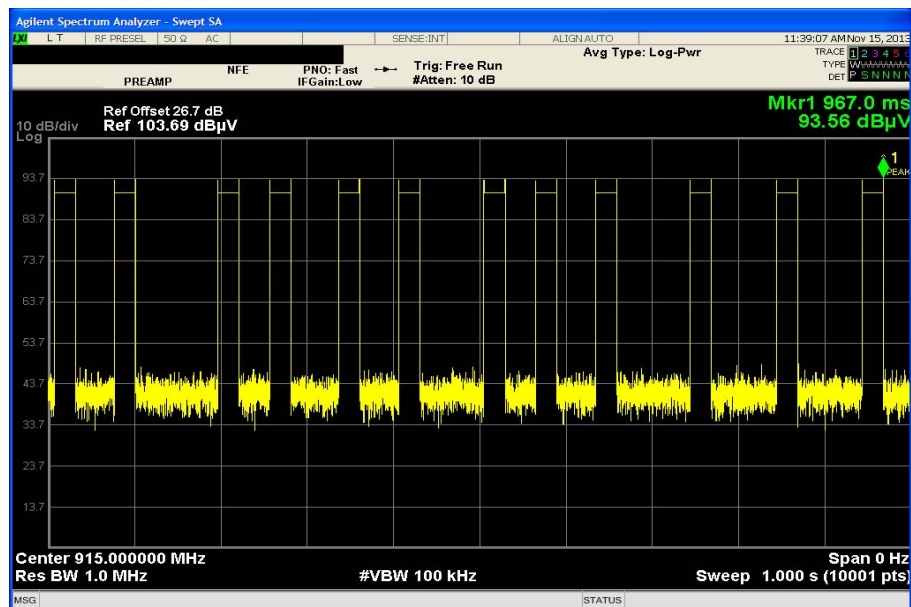 Agilent Spectrum Analyzer - Swept SA
LXI L T RF PRESEL 50 Ω AC SENSE:INT ALIGN AUTO 11:39:07 AM Nov 15, 2013
Avg Type: Log-Pwr TRACE 1 2 3 4 5 6
NFE PNO: Fast Trig: Free Run TYPE W
PREAMP IFGain:Low #Atten: 10 dB DET P S N N N N
Mkr1 967.0 ms
Ref Offset 26.7 dB
10 dB/div Ref 103.69 dBµV 93.56 dBµV
Log
1
PEAK
93.7
83.7
73.7
63.7
53.7
43.7
33.7
23.7
13.7
Center 915.000000 MHz Span 0 Hz
Res BW 1.0 MHz #VBW 100 kHz Sweep 1.000 s (10001 pts)
MSG STATUS